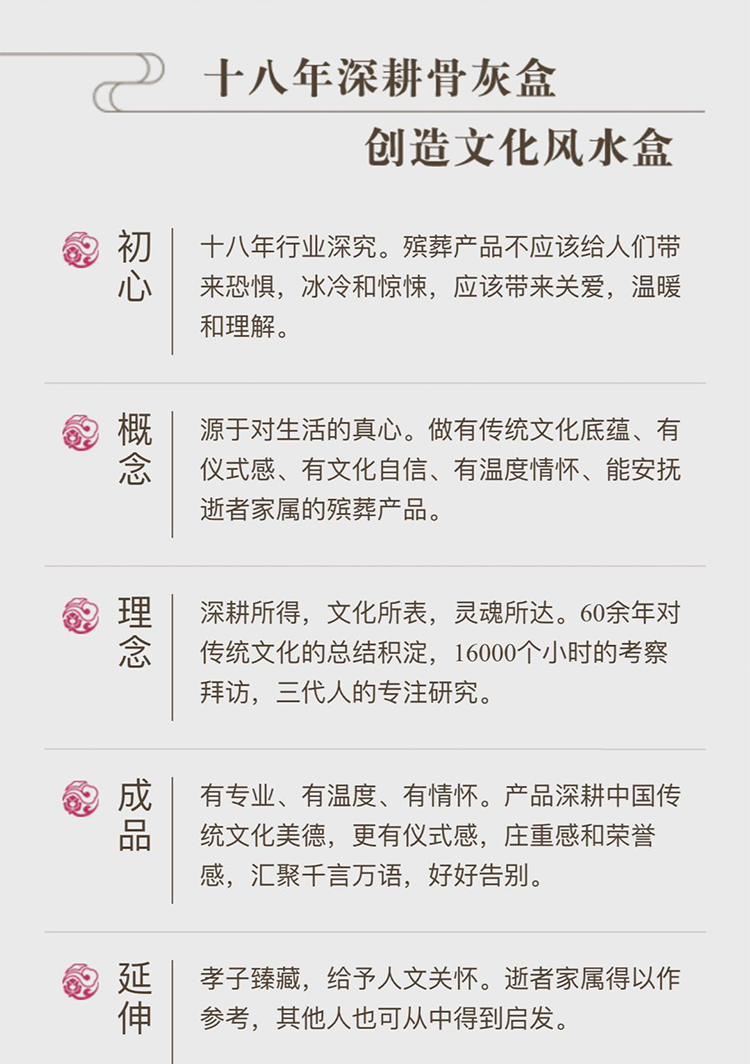 十八年深耕骨灰盒
创造文化风水盒
初心
十八年行业深究。殡葬产品不应该给人们带
来恐惧，冰冷和惊悚，应该带来关爱，温暖
和理解。
概念
源于对生活的真心。做有传统文化底蕴、有
仪式感、有文化自信、有温度情怀、能安抚
逝者家属的殡葬产品。
理念
深耕所得，文化所表，灵魂所达。60余年对
传统文化的总结积淀，16000个小时的考察
拜访，三代人的专注研究。
成品
有专业、有温度、有情怀。产品深耕中国传
统文化美德，更有仪式感，庄重感和荣誉
感，汇聚千言万语，好好告别。
延伸
孝子臻藏，给予人文关怀。逝者家属得以作
参考，其他人也可从中得到启发。